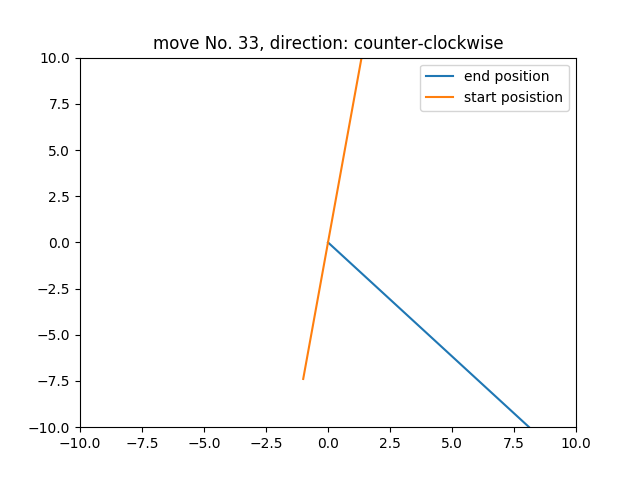 move No. 33, direction: counter-clockwise
end position
start posistion
10.0
7.5
5.0
2.5
0.0
−2.5
−5.0
−7.5
−10.0
−10.0 −7.5 −5.0 −2.5 0.0 2.5 5.0 7.5 10.0